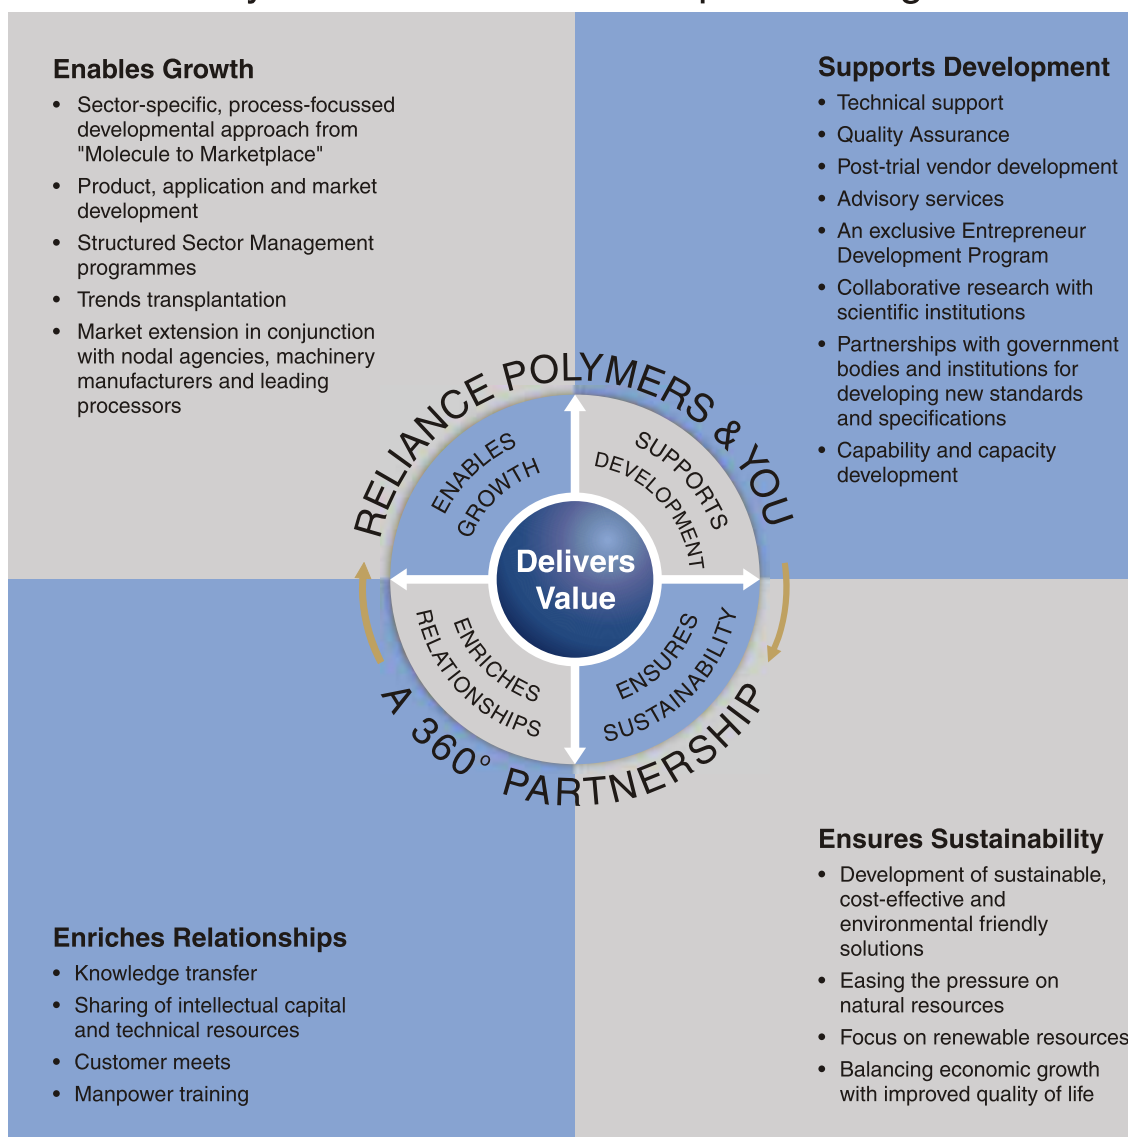 Enables Growth
• Sector-specific, process-focussed
developmental approach from
"Molecule to Marketplace"
• Product, application and market
development
• Structured Sector Management
programmes
• Trends transplantation
• Market extension in conjunction
with nodal agencies, machinery
manufacturers and leading
processors
Supports Development
• Technical support
• Quality Assurance
• Post-trial vendor development
• Advisory services
• An exclusive Entrepreneur
Development Program
• Collaborative research with
scientific institutions
• Partnerships with government
bodies and institutions for
developing new standards
and specifications
• Capability and capacity
development
RELIANCE POLYMERS & YOU
ENABLES
GROWTH
SUPPORTS
DEVELOPMENT
Delivers
Value
ENRICHES
RELATIONSHIPS
ENSURES
SUSTAINABILITY
A 360° PARTNERSHIP
Enriches Relationships
• Knowledge transfer
• Sharing of intellectual capital
and technical resources
• Customer meets
• Manpower training
Ensures Sustainability
• Development of sustainable,
cost-effective and
environmental friendly
solutions
• Easing the pressure on
natural resources
• Focus on renewable resources
• Balancing economic growth
with improved quality of life